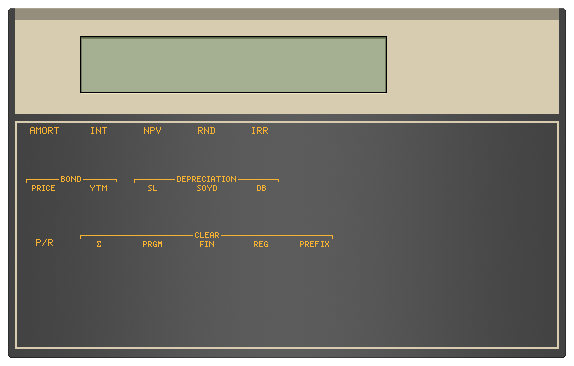 AMORT INT NPV RND IRR
BOND DEPRECIATION
PRICE YTM SL SOYD DB
CLEAR
P/R Σ PRGM FIN REG PREFIX